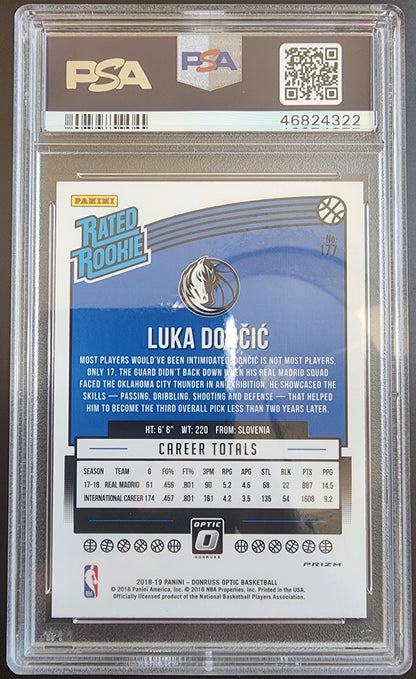 PSA
PSA
46824322
PANINI
RATED
ROOKIE
No.
177
LUKA DONČIĆ
MOST PLAYERS WOULD'VE BEEN INTIMIDATED. DONČIĆ IS NOT MOST PLAYERS.
ONLY 17, THE GUARD DIDN'T BACK DOWN WHEN HIS REAL MADRID SQUAD
FACED THE OKLAHOMA CITY THUNDER IN AN EXHIBITION. HE SHOWCASED THE
SKILLS — PASSING, DRIBBLING, SHOOTING AND DEFENSE — THAT HELPED
HIM TO BECOME THE THIRD OVERALL PICK LESS THAN TWO YEARS LATER.
HT: 6' 6" WT: 220 FROM: SLOVENIA
CAREER TOTALS
SEASON TEAM G FG% FT% 3PM RPG APG STL BLK PTS PPG
17-18 REAL MADRID 61 .456 .801 90 5.2 4.6 68 22 887 14.5
INTERNATIONAL CAREER 174 .457 .801 181 4.2 3.5 135 54 1608 9.2
OPTIC
DONRUSS
PRIZM
NBA
2018-19 PANINI - DONRUSS OPTIC BASKETBALL
© 2018 Panini America, Inc. © 2018 NBA Properties, Inc. Printed in the USA.
Officially licensed product of the National Basketball Players Association.